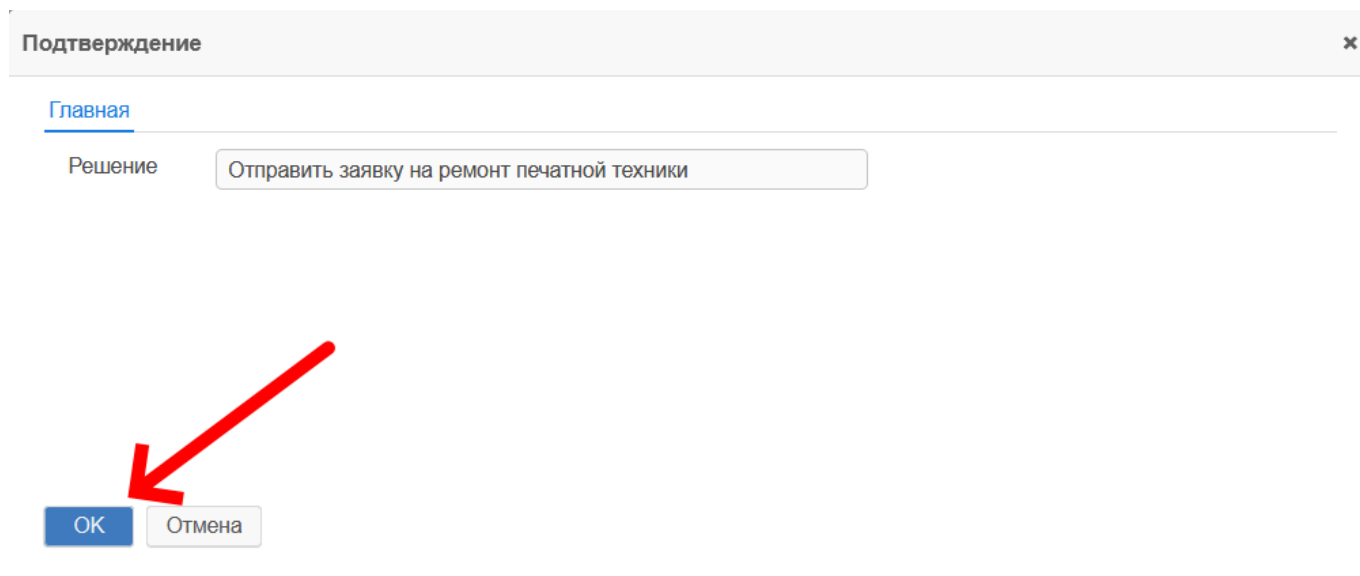 Подтверждение
Главная
Решение
Отправить заявку на ремонт печатной техники
OK
Отмена